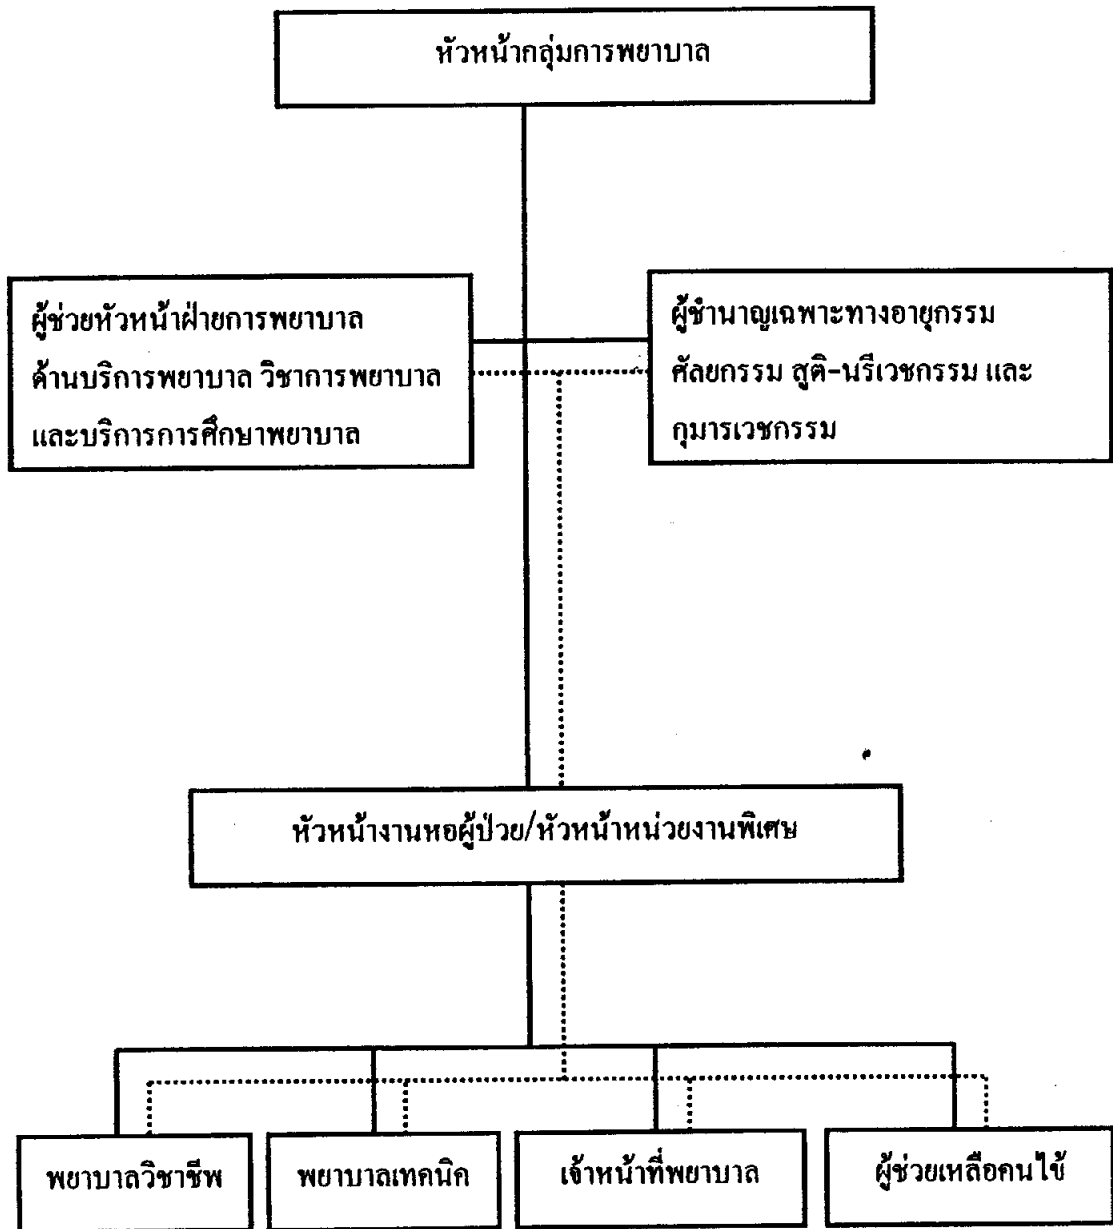 หัวหน้ากลุ่มการพยาบาล
ผู้ช่วยหัวหน้าฝ่ายการพยาบาล
ด้านบริการพยาบาล วิชาการพยาบาล
และบริการการศึกษาพยาบาล
ผู้ชำนาญเฉพาะทางอายุกรรม
ศัลยกรรม สูติ-นรีเวชกรรม และ
กุมารเวชกรรม
หัวหน้างานหอผู้ป่วย/หัวหน้าหน่วยงานพิเศษ
พยาบาลวิชาชีพ
พยาบาลเทคนิค
เจ้าหน้าที่พยาบาล
ผู้ช่วยเหลือคนไข้